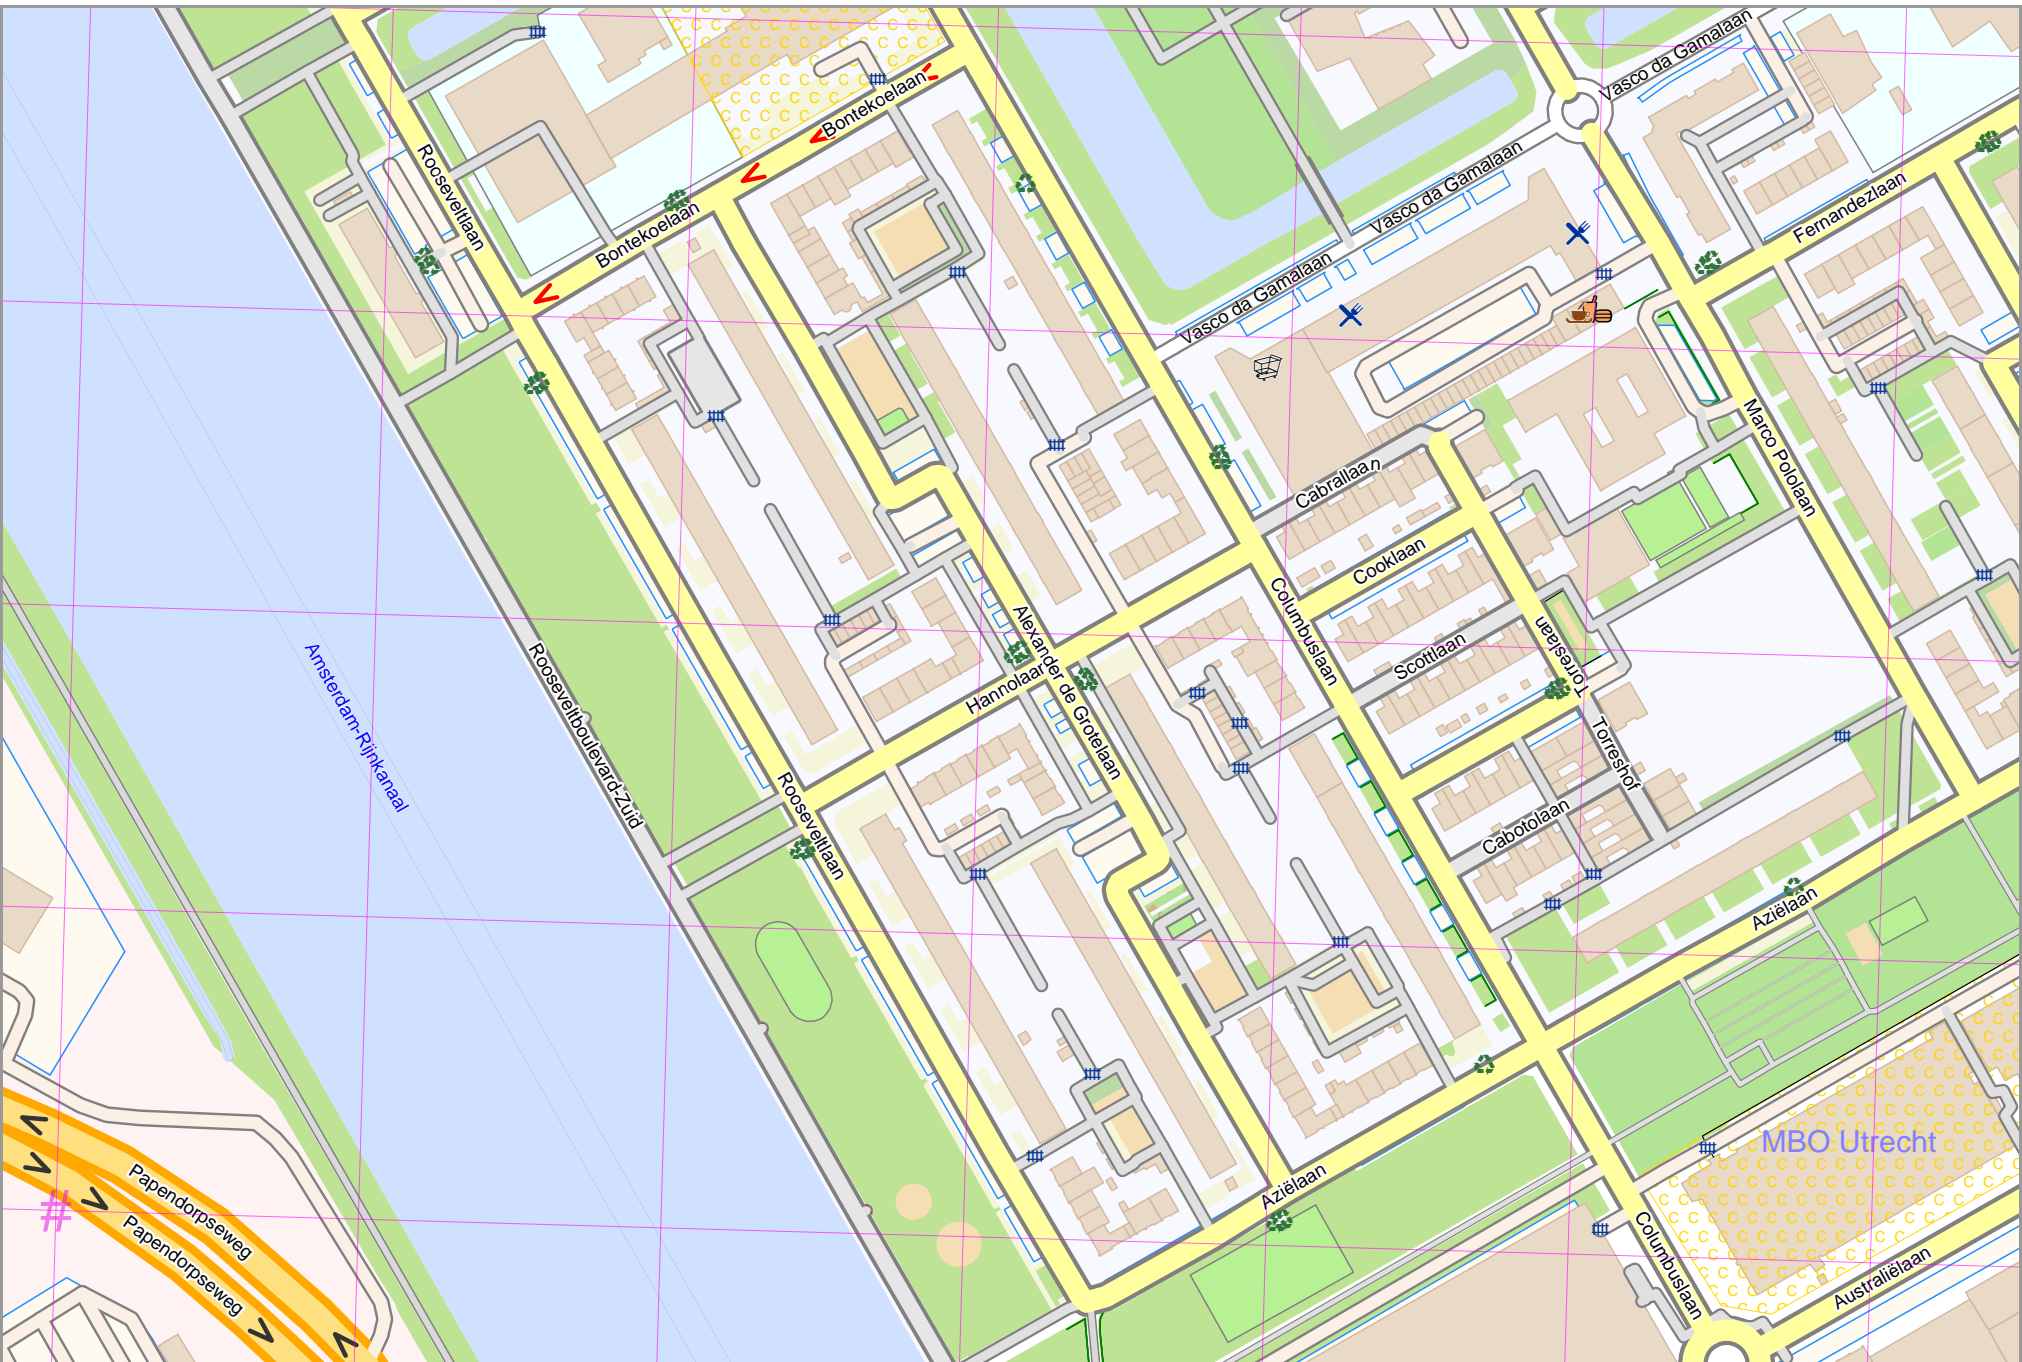 Vasco da Gamalaan
Bontekoelaan
Rooseveltlaan
Vasco da Gamalaan
Fernandezlaan
Bontekoelaan
Vasco da Gamalaan
Marco Pololaan
Cabrallaan
Cooklaan
Columbuslaan
Alexander de Grotelaan
Torreslaan
Scottlaan
Hannolaan
Amsterdam-Rijnkanaal
Rooseveltboulevard-Zuid
Torreshof
Rooseveltlaan
Cabotolaan
Aziëlaan
MBO Utrecht
Papendorpseweg
Aziëlaan
Papendorpseweg
#
Columbuslaan
Australiëlaan